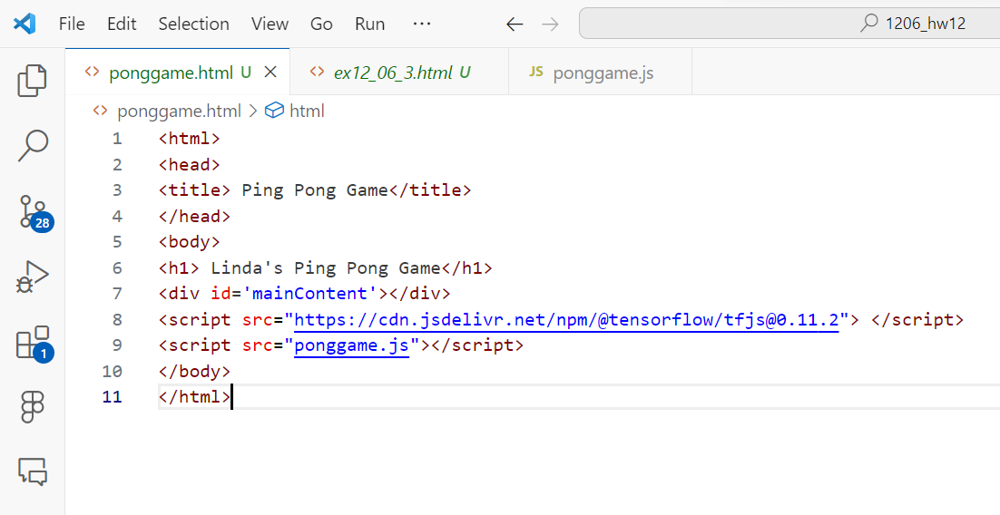 File Edit Selection View Go Run ··· ← → 1206_hw12
<> ponggame.html U × <> ex12_06_3.html U JS ponggame.js
<> ponggame.html > html
1 <html>
2 <head>
3 <title> Ping Pong Game</title>
4 </head>
5 <body>
6 <h1> Linda's Ping Pong Game</h1>
7 <div id='mainContent'></div>
8 <script src="https://cdn.jsdelivr.net/npm/@tensorflow/tfjs@0.11.2"> </script>
9 <script src="ponggame.js"></script>
10 </body>
11 </html>
28
1